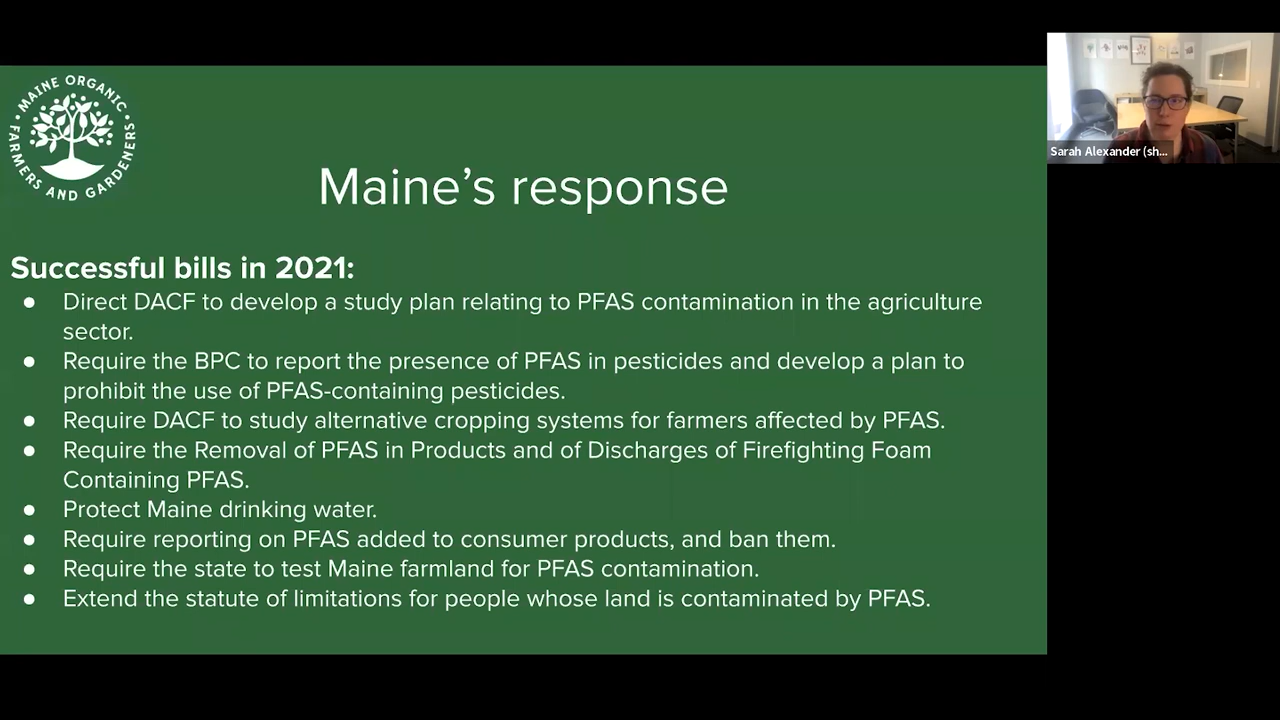 MAINE ORGANIC
FARMERS AND GARDENERS
Maine’s response
Successful bills in 2021:
● Direct DACF to develop a study plan relating to PFAS contamination in the agriculture
sector.
● Require the BPC to report the presence of PFAS in pesticides and develop a plan to
prohibit the use of PFAS-containing pesticides.
● Require DACF to study alternative cropping systems for farmers affected by PFAS.
● Require the Removal of PFAS in Products and of Discharges of Firefighting Foam
Containing PFAS.
● Protect Maine drinking water.
● Require reporting on PFAS added to consumer products, and ban them.
● Require the state to test Maine farmland for PFAS contamination.
● Extend the statute of limitations for people whose land is contaminated by PFAS.
Sarah Alexander (sh...